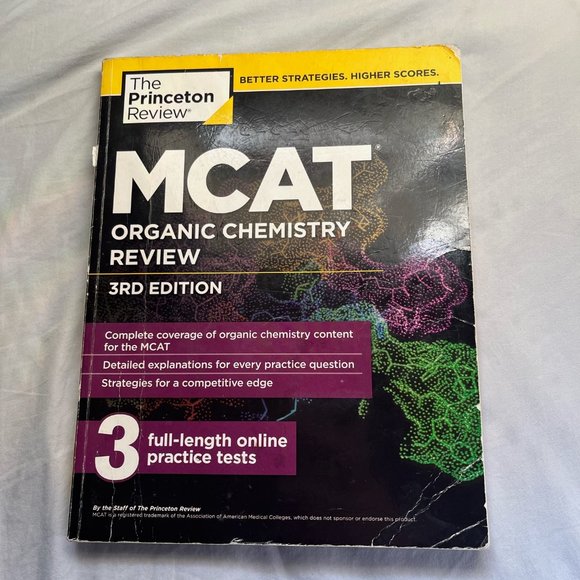 The
Princeton
Review®
BETTER STRATEGIES. HIGHER SCORES.
MCAT®
ORGANIC CHEMISTRY
REVIEW
3RD EDITION
Complete coverage of organic chemistry content
for the MCAT
Detailed explanations for every practice question
Strategies for a competitive edge
3 full-length online
practice tests
By the Staff of The Princeton Review
MCAT is a registered trademark of the Association of American Medical Colleges, which does not sponsor or endorse this product.